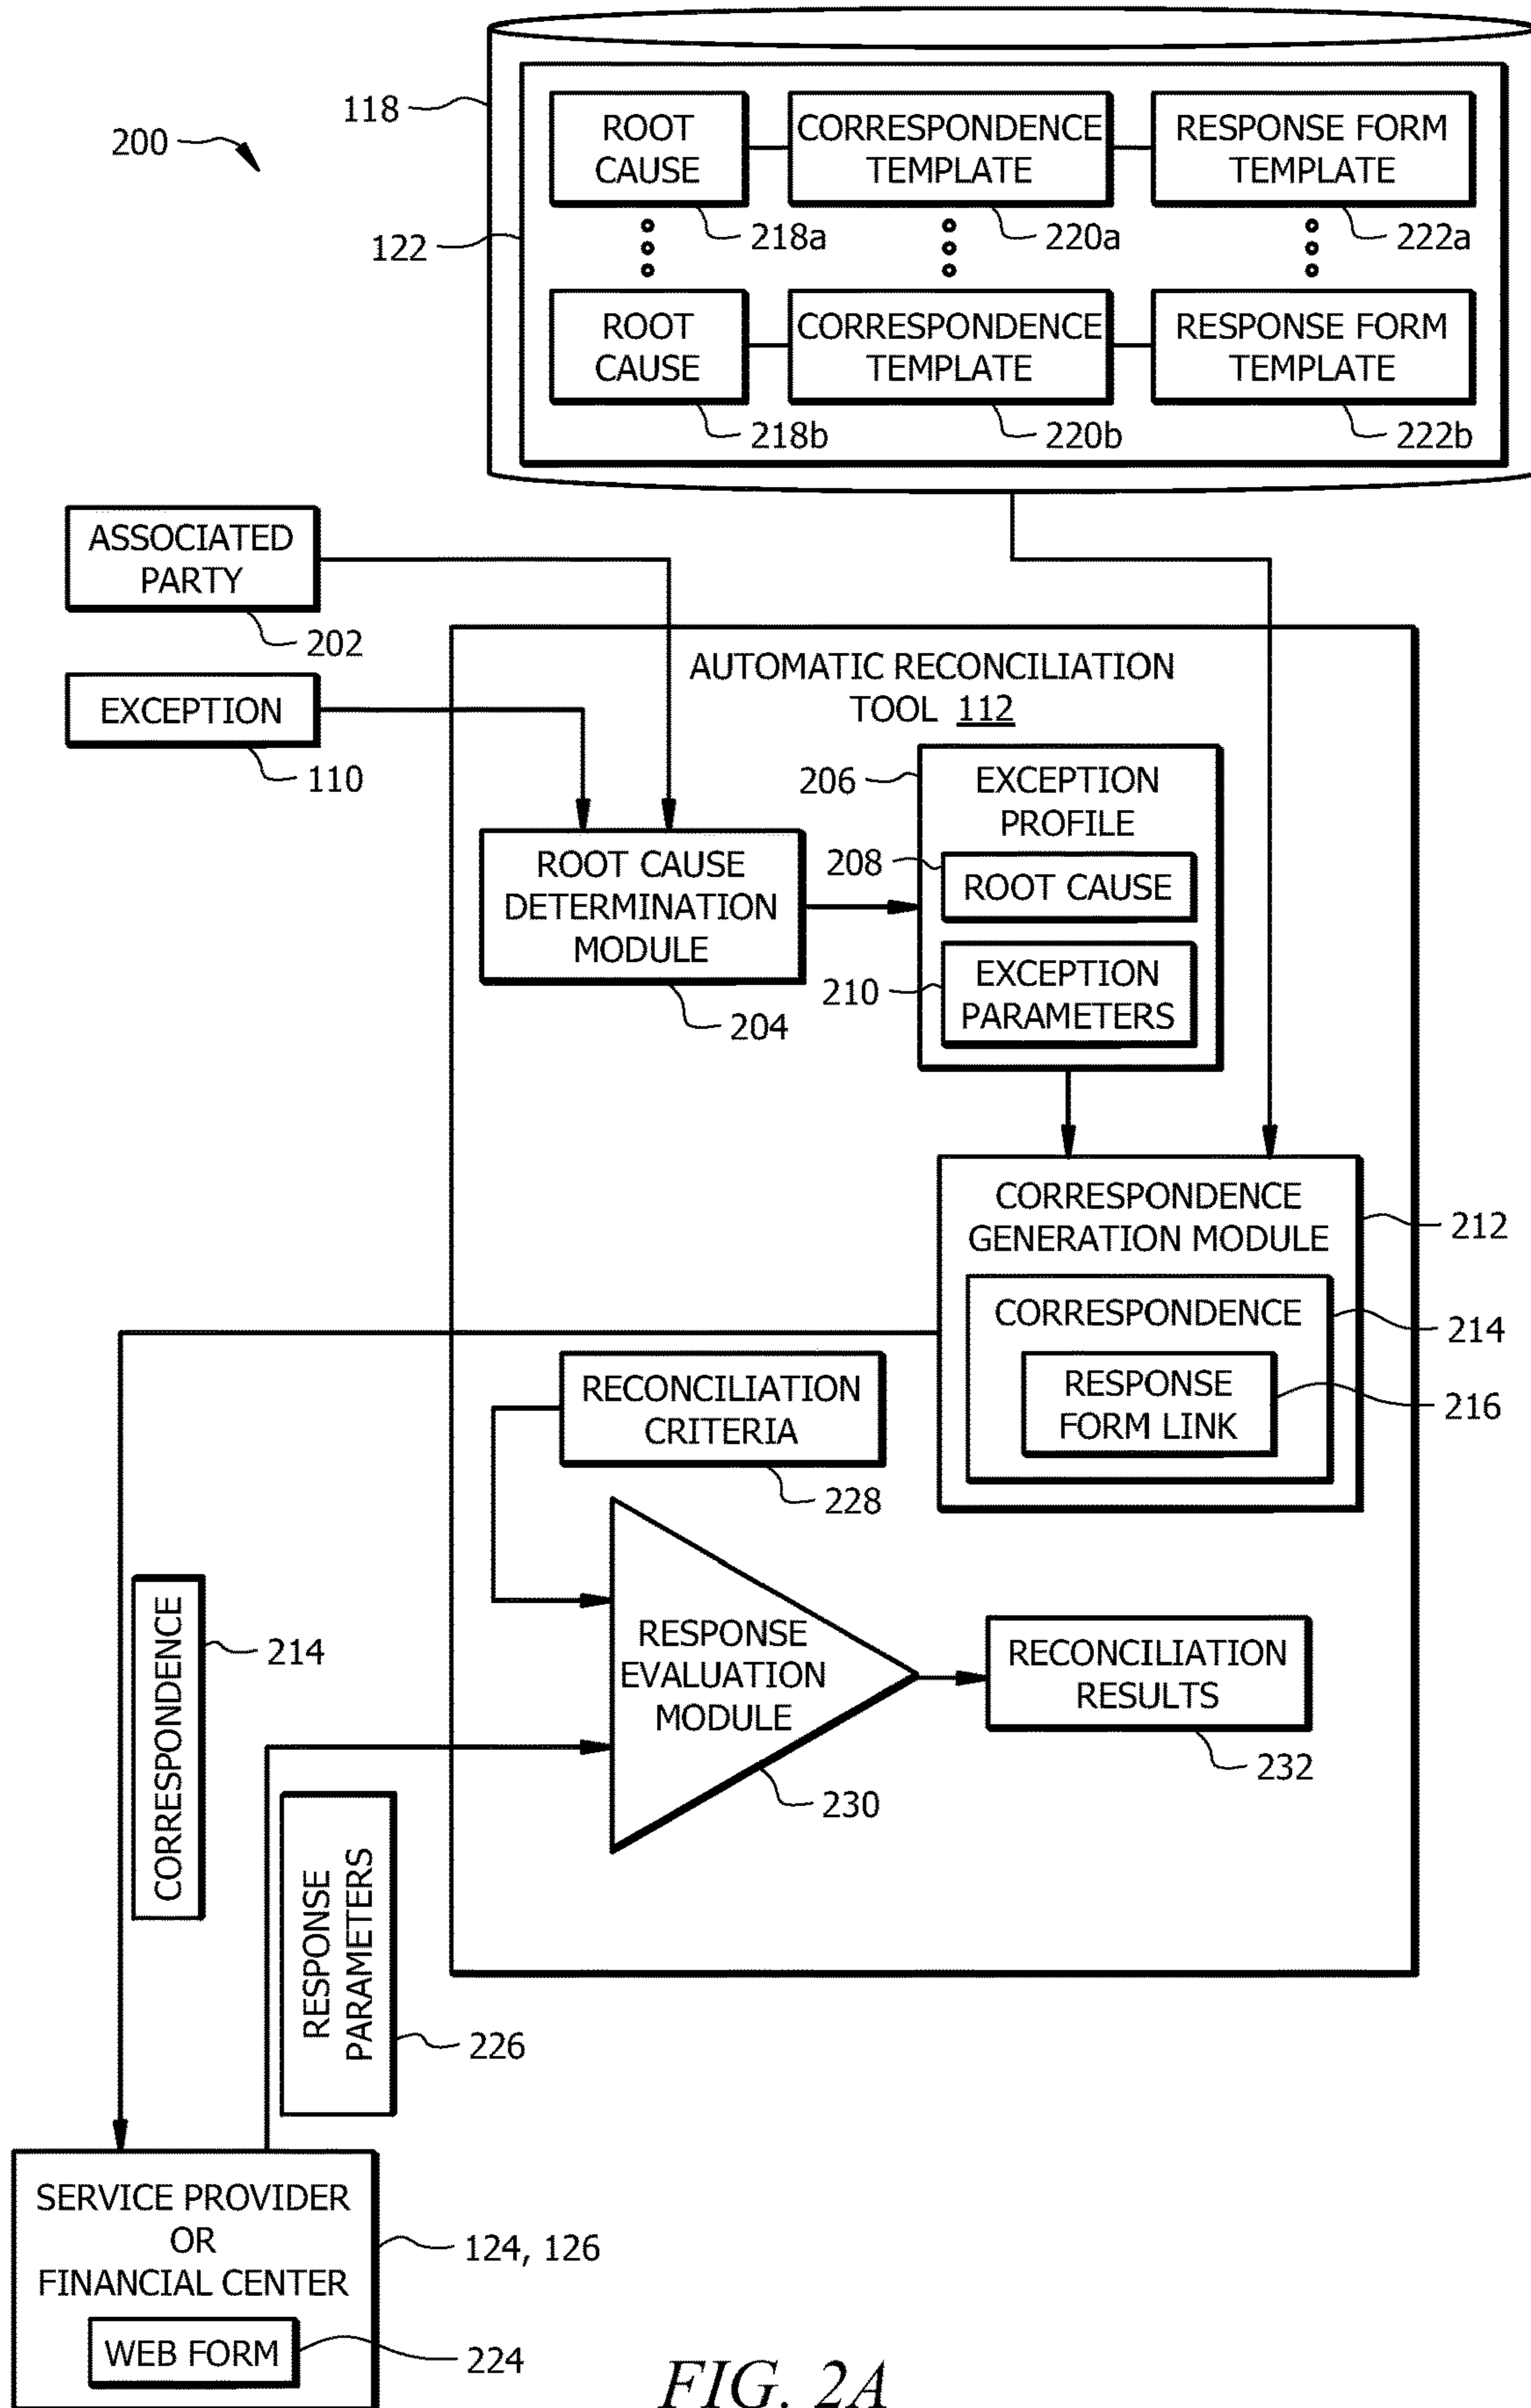 200
118
122
ROOT
CAUSE
CORRESPONDENCE
TEMPLATE
RESPONSE FORM
TEMPLATE
218a
220a
222a
ROOT
CAUSE
CORRESPONDENCE
TEMPLATE
RESPONSE FORM
TEMPLATE
218b
220b
222b
ASSOCIATED
PARTY
202
EXCEPTION
110
AUTOMATIC RECONCILIATION
TOOL 112
ROOT CAUSE
DETERMINATION
MODULE
204
206
EXCEPTION
PROFILE
208
ROOT CAUSE
210
EXCEPTION
PARAMETERS
CORRESPONDENCE
GENERATION MODULE
212
CORRESPONDENCE
214
RESPONSE
FORM LINK
216
RECONCILIATION
CRITERIA
228
RESPONSE
EVALUATION
MODULE
230
RECONCILIATION
RESULTS
232
CORRESPONDENCE
214
RESPONSE
PARAMETERS
226
SERVICE PROVIDER
OR
FINANCIAL CENTER
124, 126
WEB FORM
224
FIG. 2A